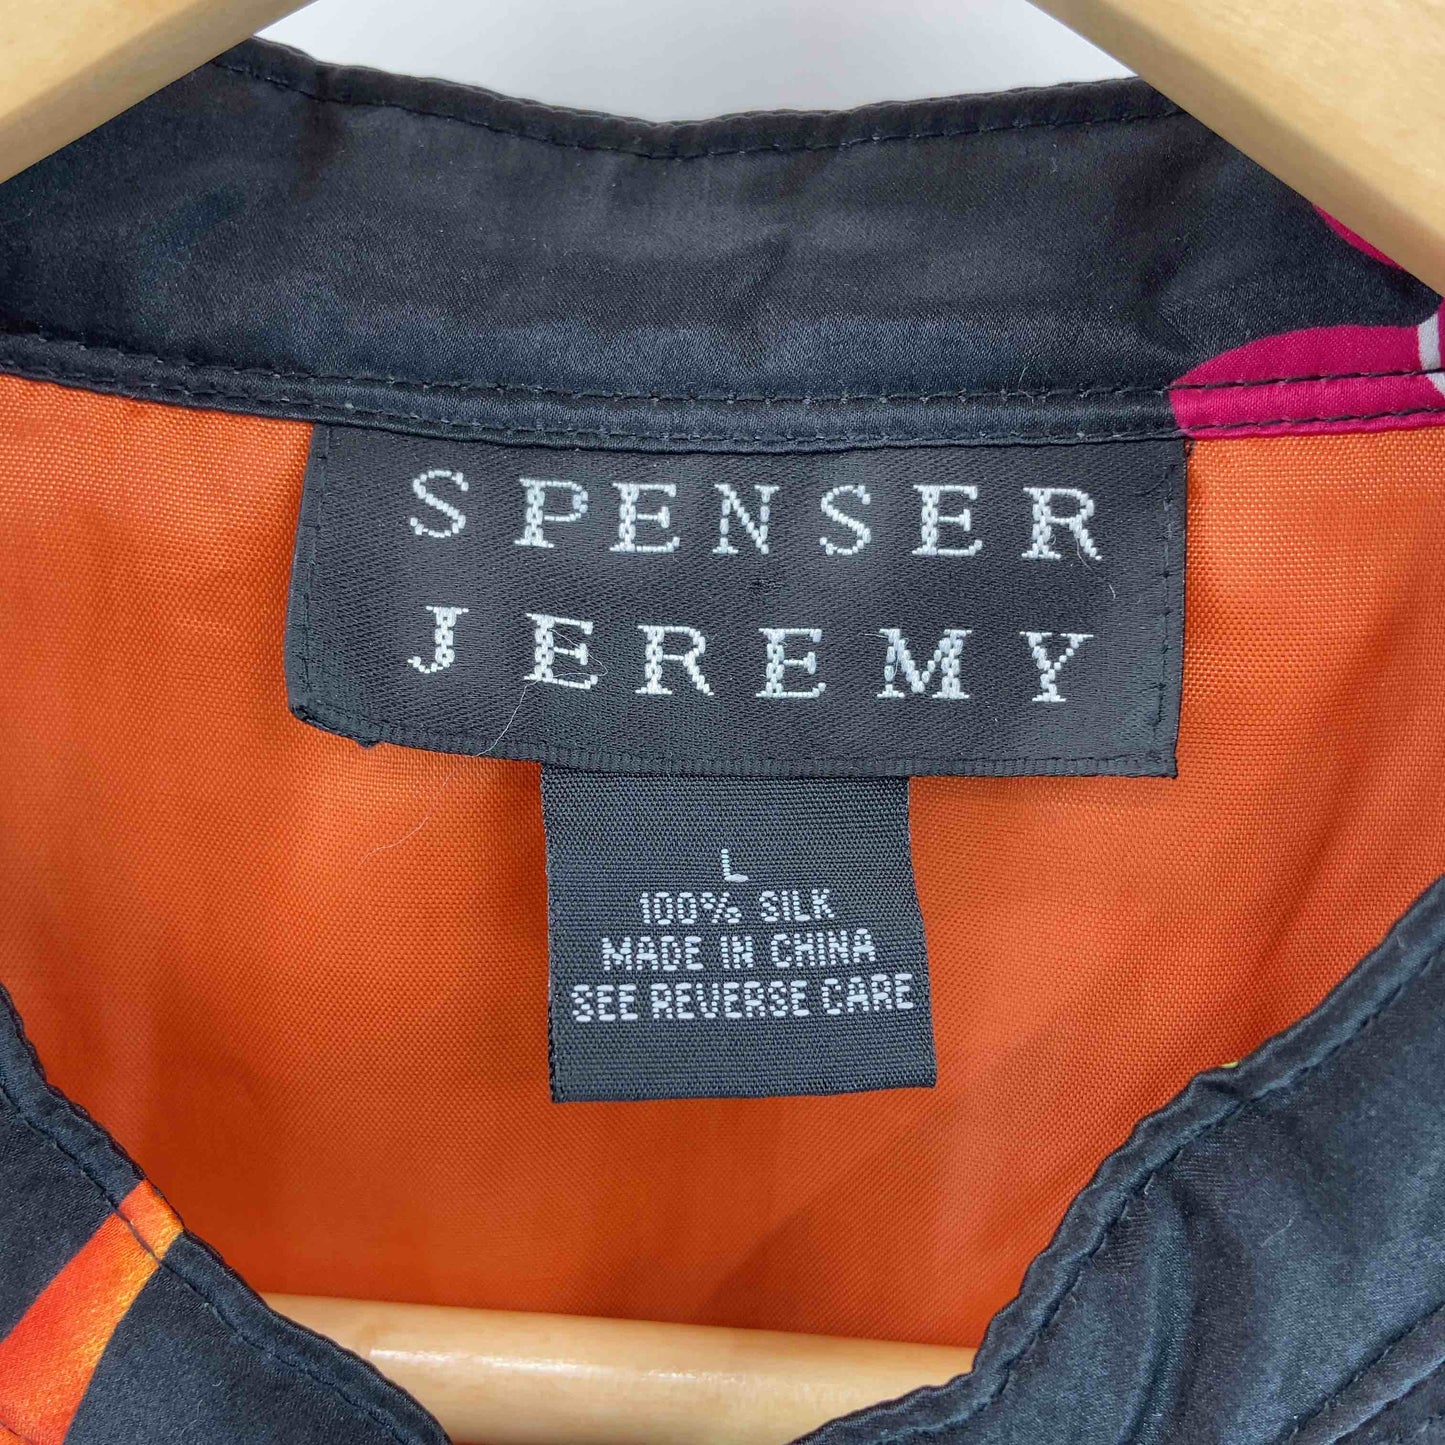 SPENSER
JEREMY
L
100% SILK
MADE IN CHINA
SEE REVERSE CARE